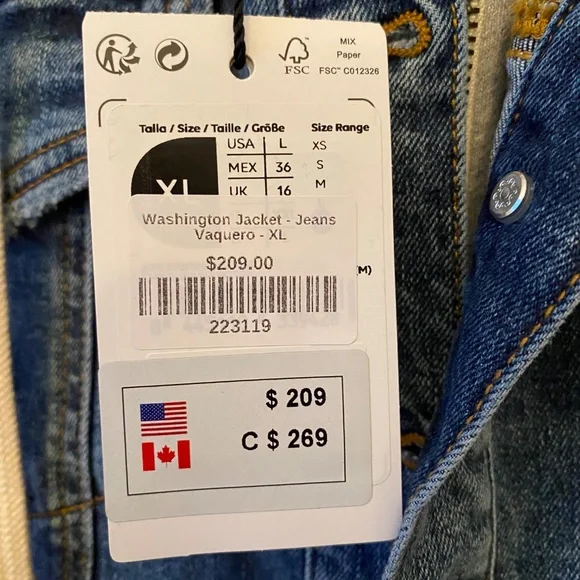 MIX
Paper
FSC
FSC™ C012326
Talla / Size / Taille / Größe
Size Range
USA L
MEX 36
UK 16
XS
S
M
XL
(M)
Washington Jacket - Jeans
Vaquero - XL
$209.00
223119
$ 209
C $ 269